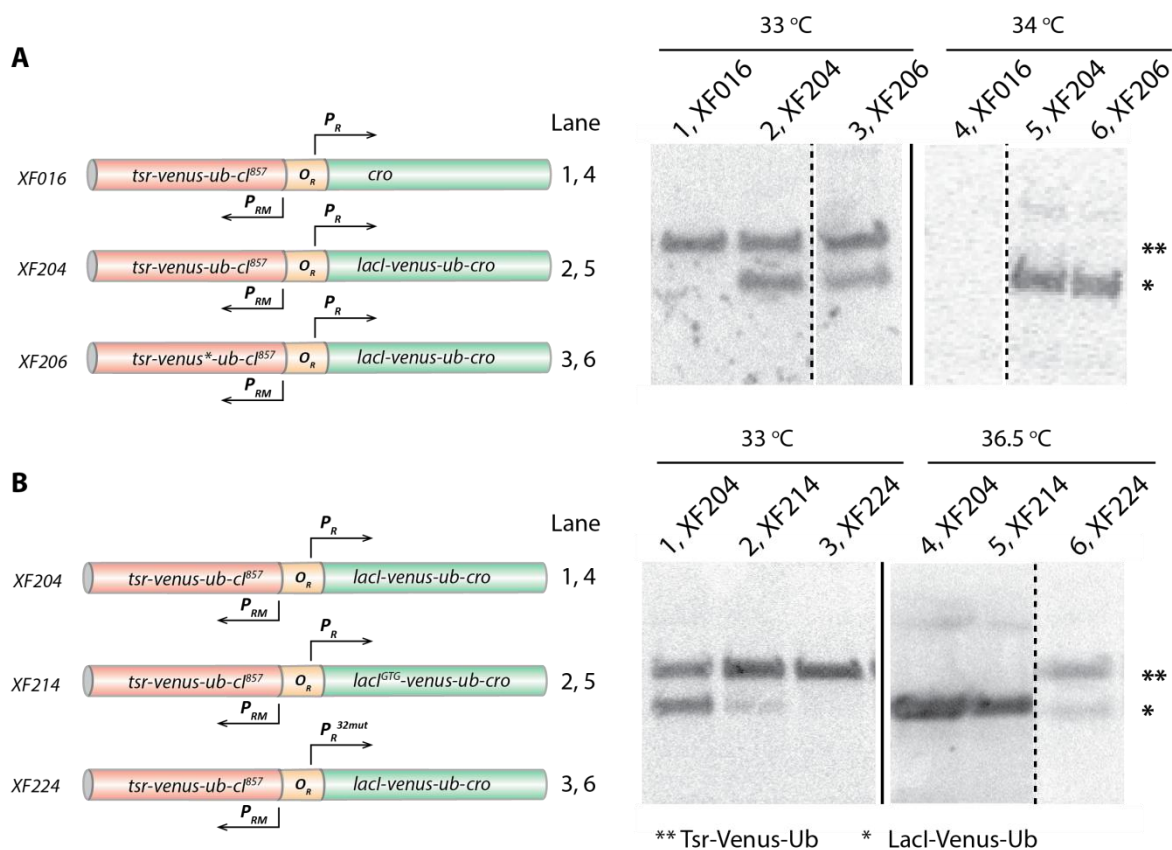 A
33 °C 34 °C
1, XF016 2, XF204 3, XF206 4, XF016 5, XF204 6, XF206
Lane
P_R
XF016 tsr-venus-ub-cI^857 O_R cro 1, 4
P_RM
P_R
XF204 tsr-venus-ub-cI^857 O_R lacI-venus-ub-cro 2, 5
P_RM
P_R
XF206 tsr-venus*-ub-cI^857 O_R lacI-venus-ub-cro 3, 6
P_RM
**
*
B
33 °C 36.5 °C
1, XF204 2, XF214 3, XF224 4, XF204 5, XF214 6, XF224
Lane
P_R
XF204 tsr-venus-ub-cI^857 O_R lacI-venus-ub-cro 1, 4
P_RM
P_R
XF214 tsr-venus-ub-cI^857 O_R lacI^GTG-venus-ub-cro 2, 5
P_RM
P_R^32mut
XF224 tsr-venus-ub-cI^857 O_R lacI-venus-ub-cro 3, 6
P_RM
**
*
** Tsr-Venus-Ub * LacI-Venus-Ub